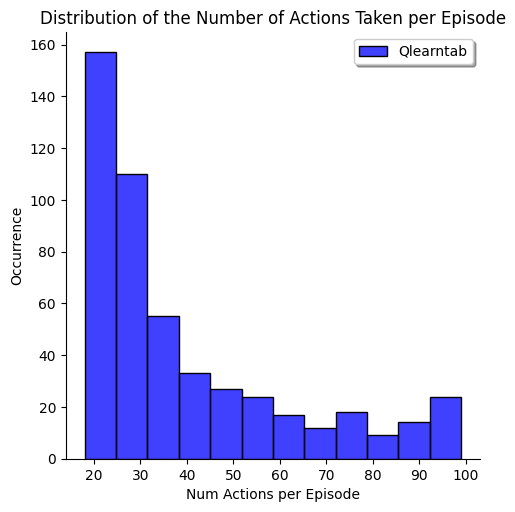 Distribution of the Number of Actions Taken per Episode
Qlearntab
160
140
120
100
80
60
40
20
0
Occurrence
20 30 40 50 60 70 80 90 100
Num Actions per Episode